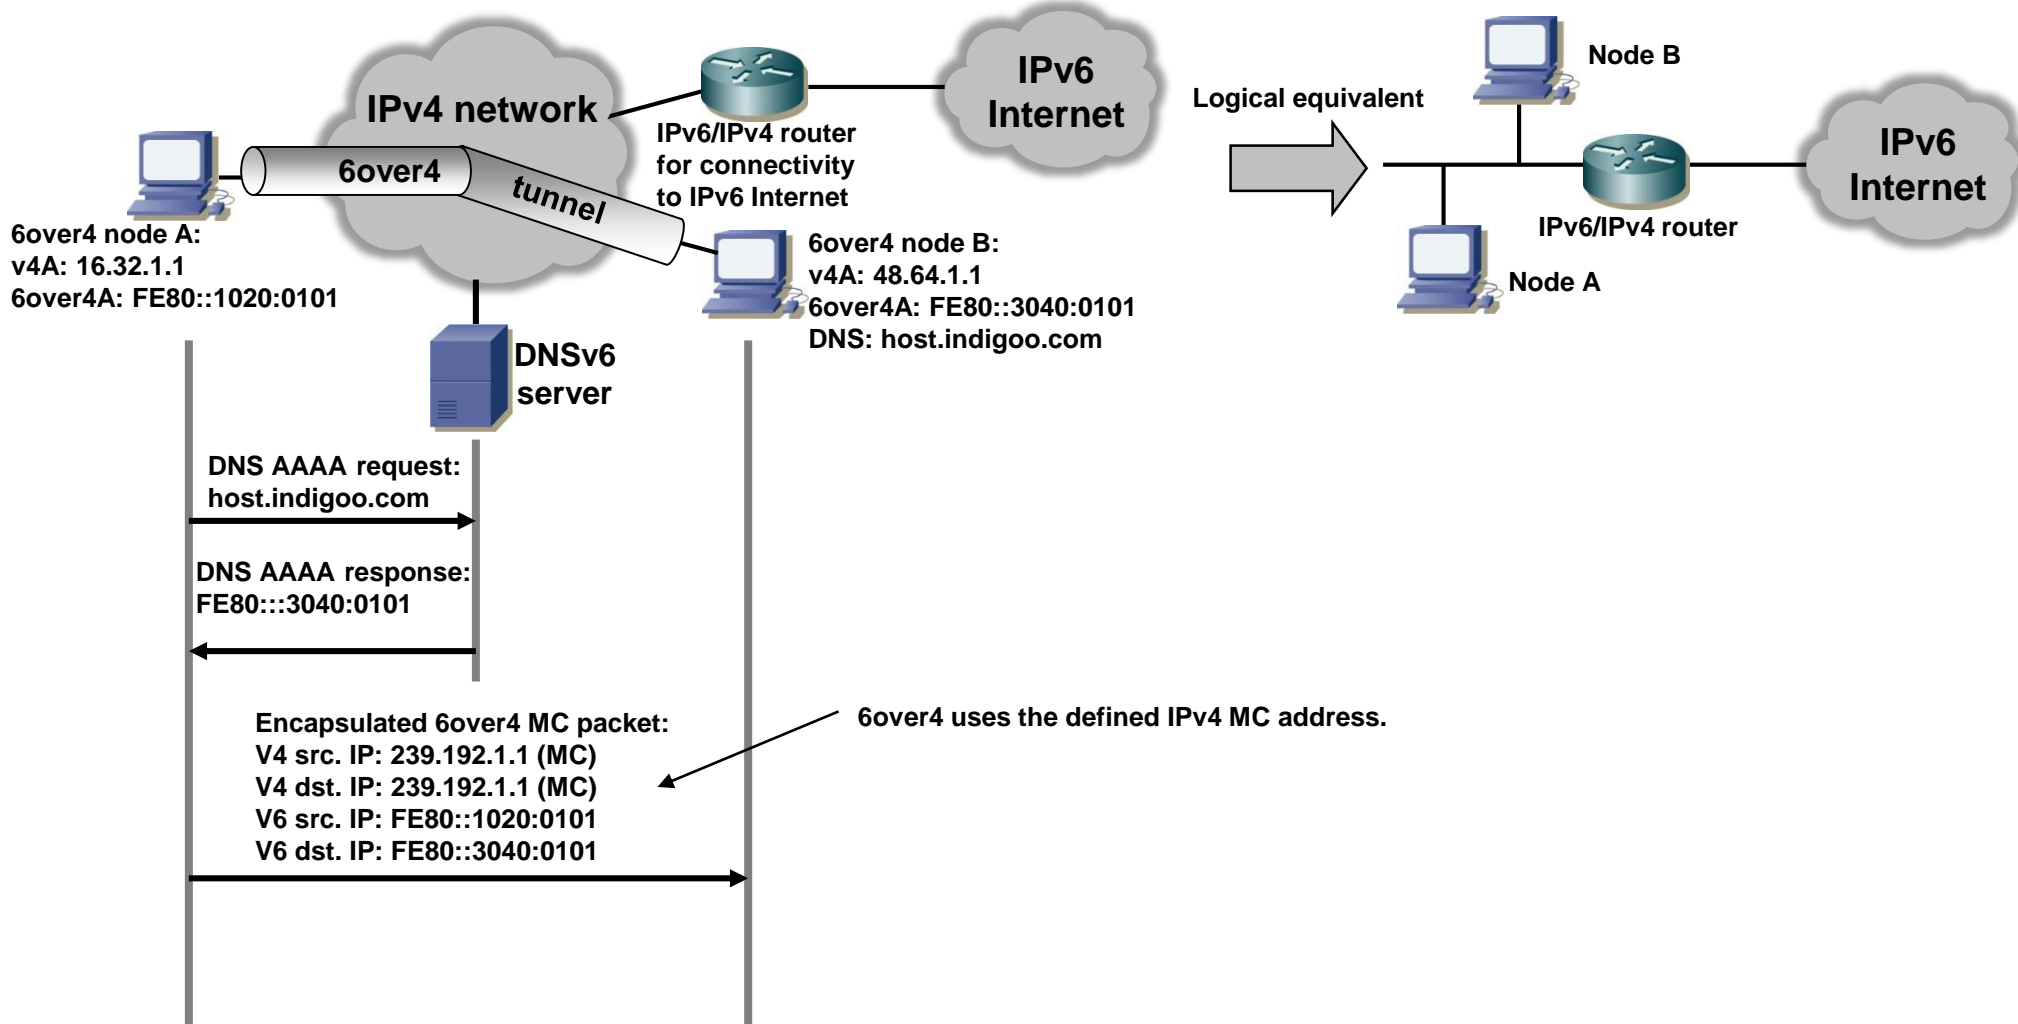 IPv4 network
6over4
tunnel
IPv6/IPv4 router
for connectivity
to IPv6 Internet
IPv6
Internet
6over4 node A:
v4A: 16.32.1.1
6over4A: FE80::1020:0101
6over4 node B:
v4A: 48.64.1.1
6over4A: FE80::3040:0101
DNS: host.indigoo.com
DNSv6
server
Logical equivalent
Node B
IPv6
Internet
IPv6/IPv4 router
Node A
DNS AAAA request:
host.indigoo.com
DNS AAAA response:
FE80:::3040:0101
Encapsulated 6over4 MC packet:
V4 src. IP: 239.192.1.1 (MC)
V4 dst. IP: 239.192.1.1 (MC)
V6 src. IP: FE80::1020:0101
V6 dst. IP: FE80::3040:0101
6over4 uses the defined IPv4 MC address.